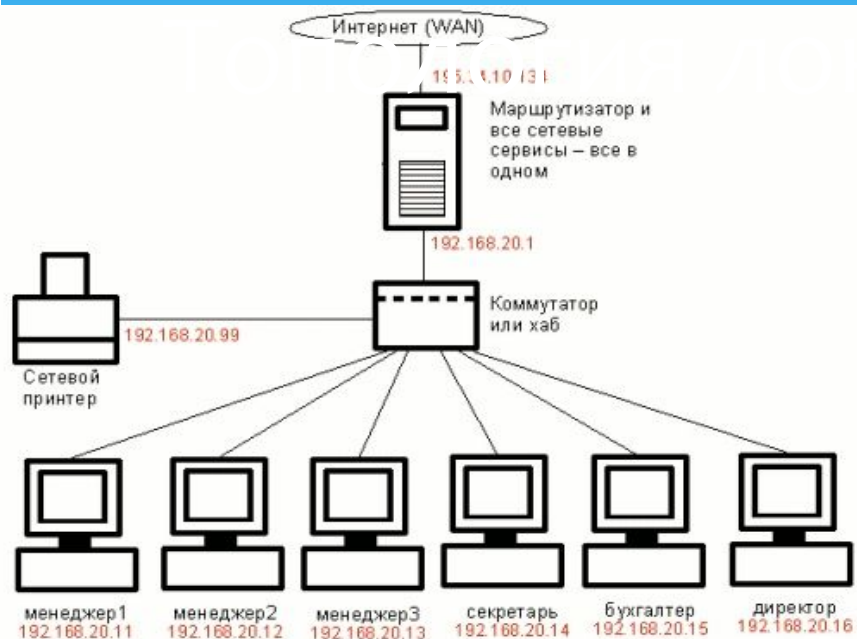 Интернет (WAN)
Маршрутизатор и
все сетевые
сервисы – все в
одном
192.168.20.1
Коммутатор
или хаб
192.168.20.99
Сетевой
принтер
менеджер1
192.168.20.11
менеджер2
192.168.20.12
менеджер3
192.168.20.13
секретарь
192.168.20.14
бухгалтер
192.168.20.15
директор
192.168.20.16